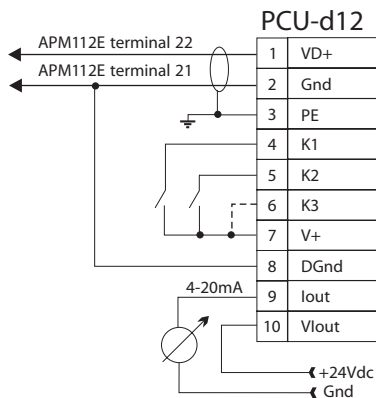 PCU-d12
APM112E terminal 22
APM112E terminal 21
1 VD+
2 Gnd
3 PE
4 K1
5 K2
6 K3
7 V+
8 DGnd
4-20mA
9 Iout
10 VIout
+24Vdc
Gnd